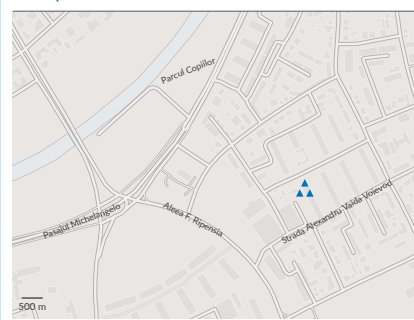 Parcul Copiilor
Pasajul Michelangelo
Aleea F. Ripensia
Strada Alexandru Vaida Voievod
500 m